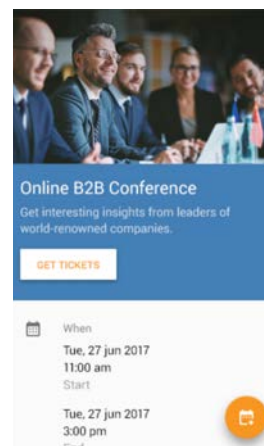 Online B2B Conference
Get interesting insights from leaders of
world-renowned companies.
GET TICKETS
When
Tue, 27 jun 2017
11:00 am
Start
Tue, 27 jun 2017
3:00 pm